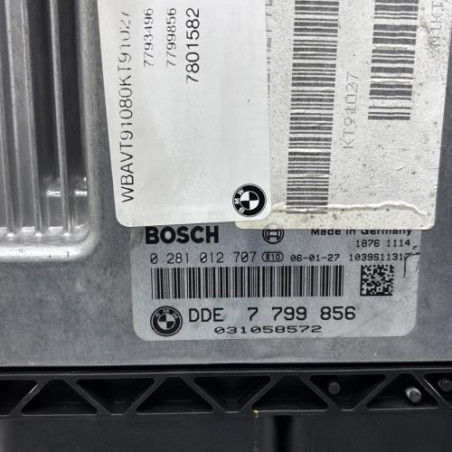 WBAVT91080KT91027
7793496
7799856
7801582
KT91027
BOSCH
Made in Germany
1876 1114
0 281 012 707 E10 06-01-27
DDE 7 799 856
031058572